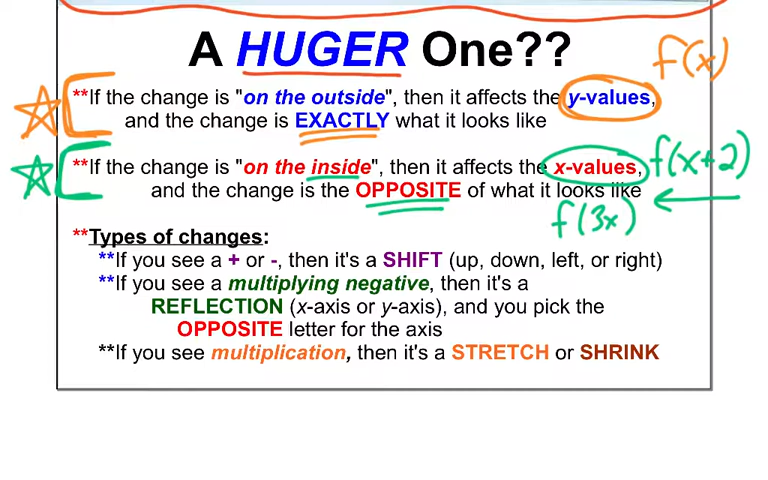 A HUGER One??
f(x)
**If the change is "on the outside", then it affects the y-values,
and the change is EXACTLY what it looks like
**If the change is "on the inside", then it affects the x-values,
f(x+2)
and the change is the OPPOSITE of what it looks like
f(3x)
**Types of changes:
**If you see a + or -, then it's a SHIFT (up, down, left, or right)
**If you see a multiplying negative, then it's a
REFLECTION (x-axis or y-axis), and you pick the
OPPOSITE letter for the axis
**If you see multiplication, then it's a STRETCH or SHRINK